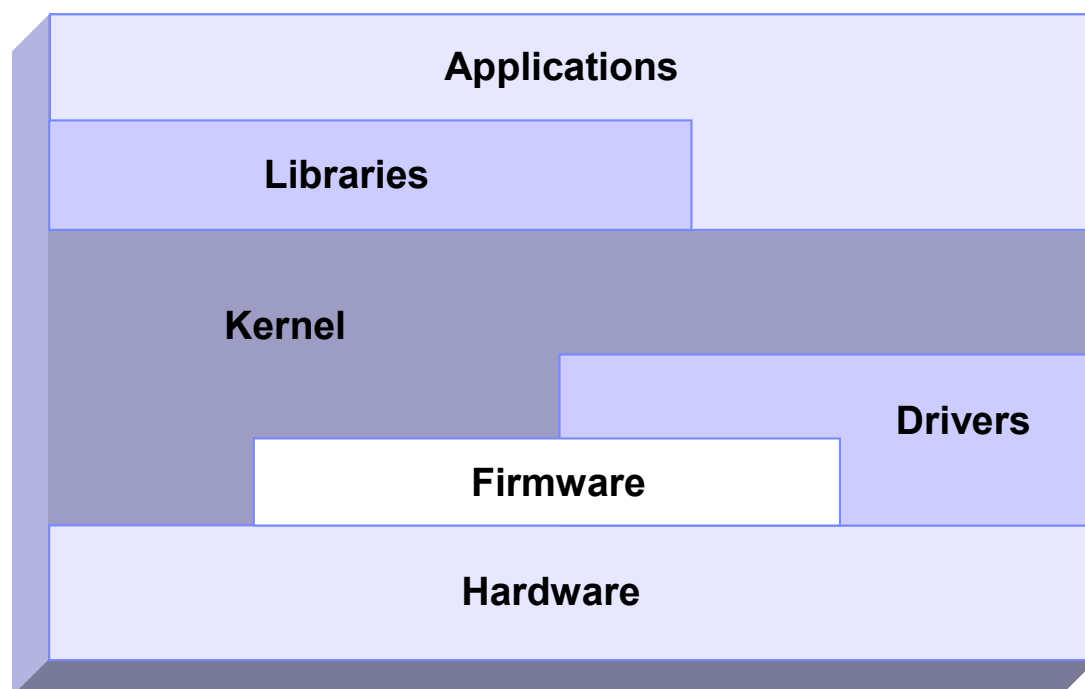 Applications
Libraries
Kernel
Drivers
Firmware
Hardware